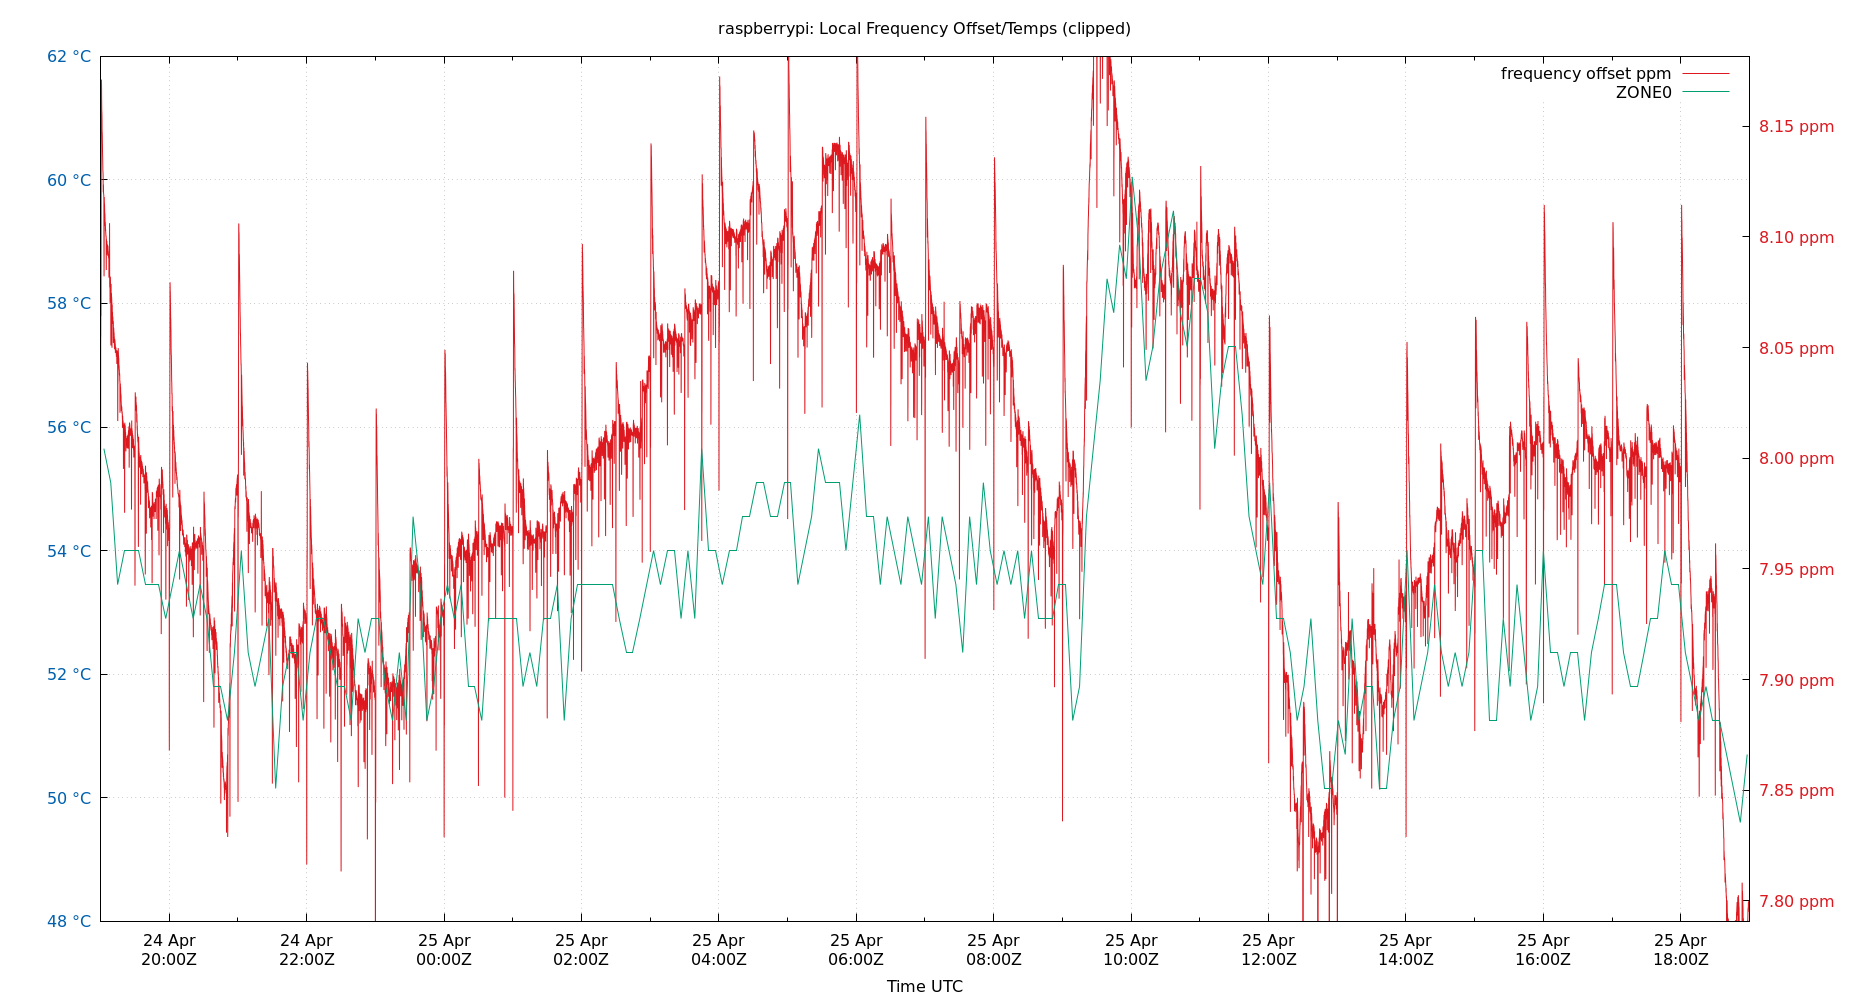 raspberrypi: Local Frequency Offset/Temps (clipped)
62 °C
60 °C
58 °C
56 °C
54 °C
52 °C
50 °C
48 °C
frequency offset ppm
ZONE0
8.15 ppm
8.10 ppm
8.05 ppm
8.00 ppm
7.95 ppm
7.90 ppm
7.85 ppm
7.80 ppm
24 Apr
20:00Z
24 Apr
22:00Z
25 Apr
00:00Z
25 Apr
02:00Z
25 Apr
04:00Z
25 Apr
06:00Z
25 Apr
08:00Z
25 Apr
10:00Z
25 Apr
12:00Z
25 Apr
14:00Z
25 Apr
16:00Z
25 Apr
18:00Z
Time UTC